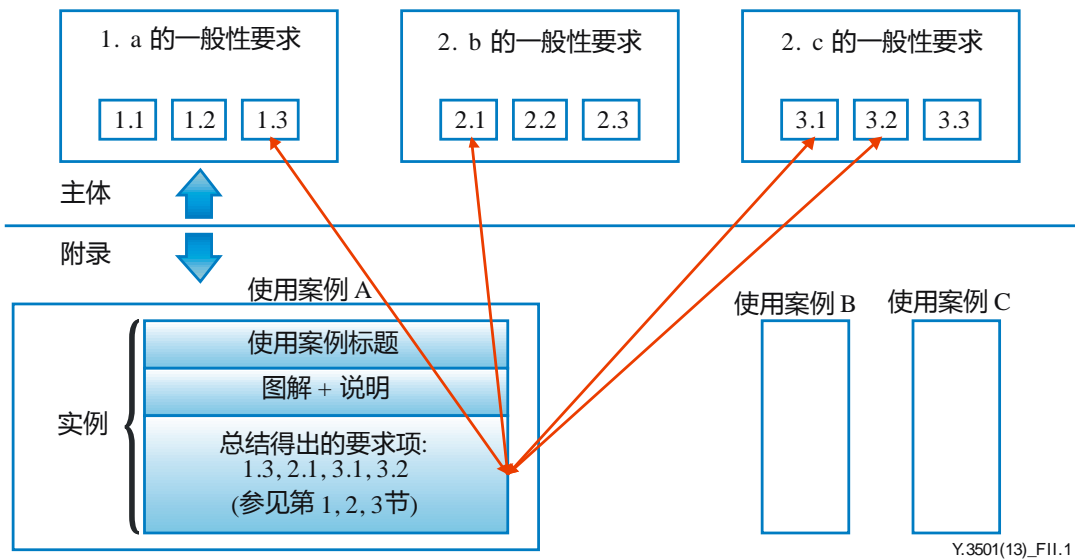 1. a 的一般性要求
1.1 1.2 1.3
2. b 的一般性要求
2.1 2.2 2.3
2. c 的一般性要求
3.1 3.2 3.3
主体
附录
使用案例 A
实例
使用案例标题
图解 + 说明
总结得出的要求项:
1.3, 2.1, 3.1, 3.2
(参见第 1, 2, 3节)
使用案例 B
使用案例 C
Y.3501(13)_FII.1